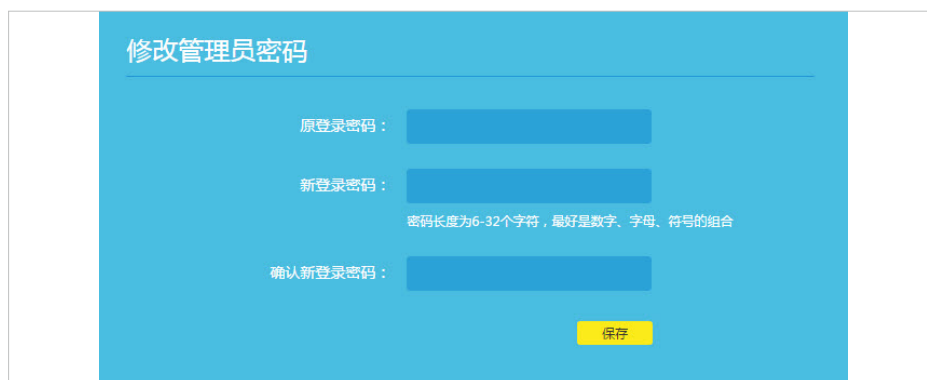 修改管理员密码
原登录密码：
新登录密码：
密码长度为6-32个字符，最好是数字、字母、符号的组合
确认新登录密码：
保存